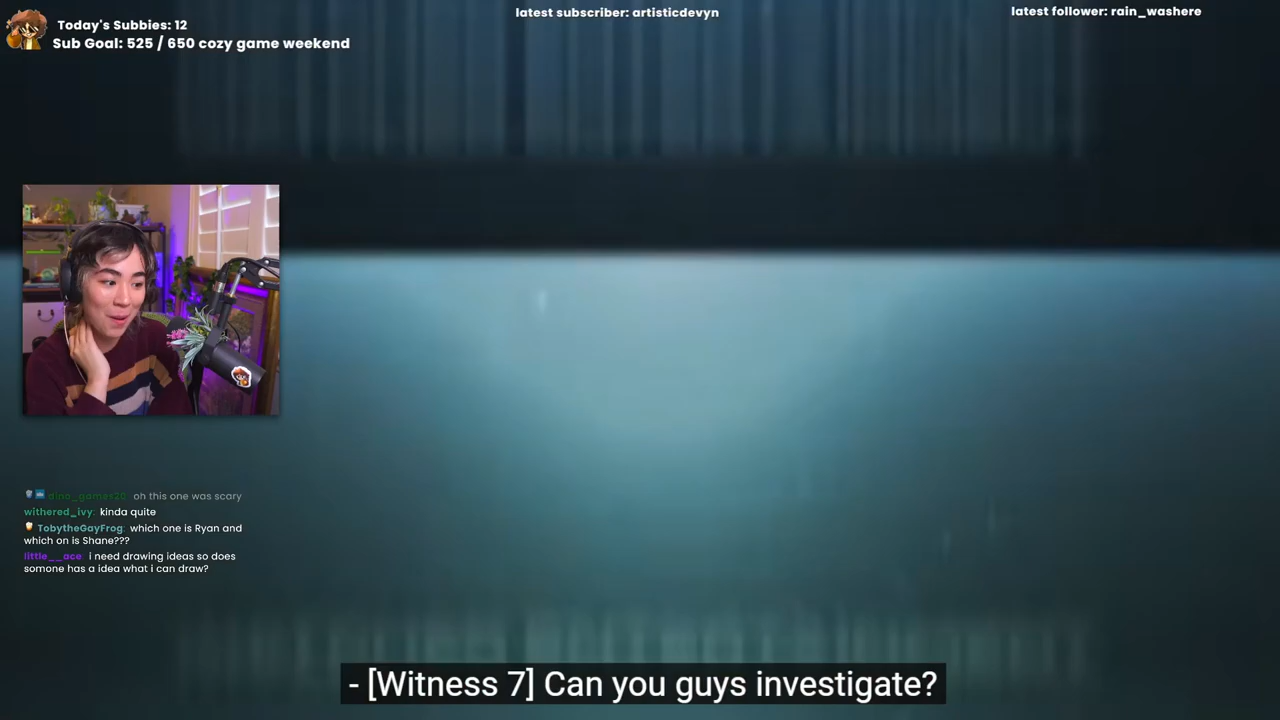 Today's Subbies: 12
latest subscriber: artisticdevyn
latest follower: rain_washere
Sub Goal: 525 / 650 cozy game weekend
dino_games20: oh this one was scary
withered_ivy: kinda quite
TobytheGayFrog: which one is Ryan and
which on is Shane???
little__ace: i need drawing ideas so does
somone has a idea what i can draw?
- [Witness 7] Can you guys investigate?